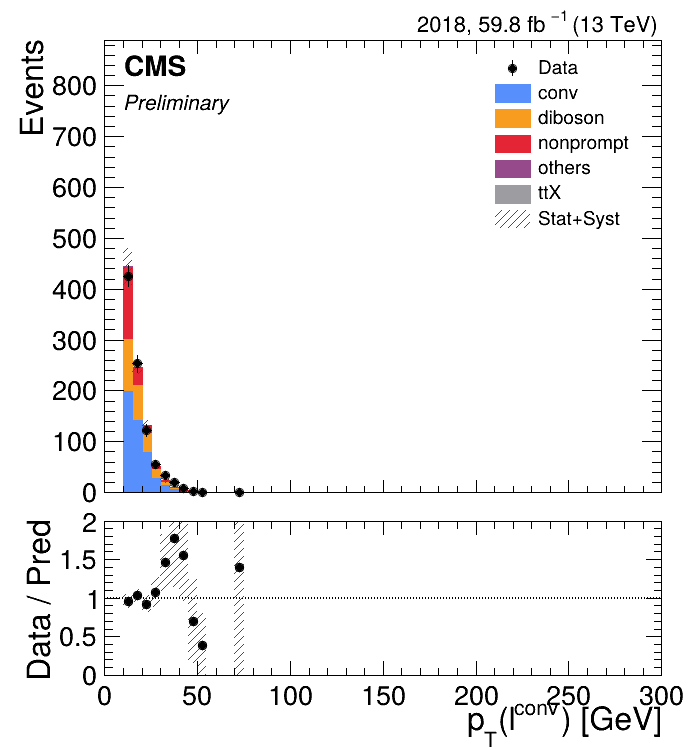 2018, 59.8 fb⁻¹ (13 TeV)
Events
CMS
Preliminary
Data
conv
diboson
nonprompt
others
ttX
Stat+Syst
800
700
600
500
400
300
200
100
0
Data / Pred
2
1.5
1
0.5
0
0 50 100 150 200 250 300
p_T(l^conv) [GeV]